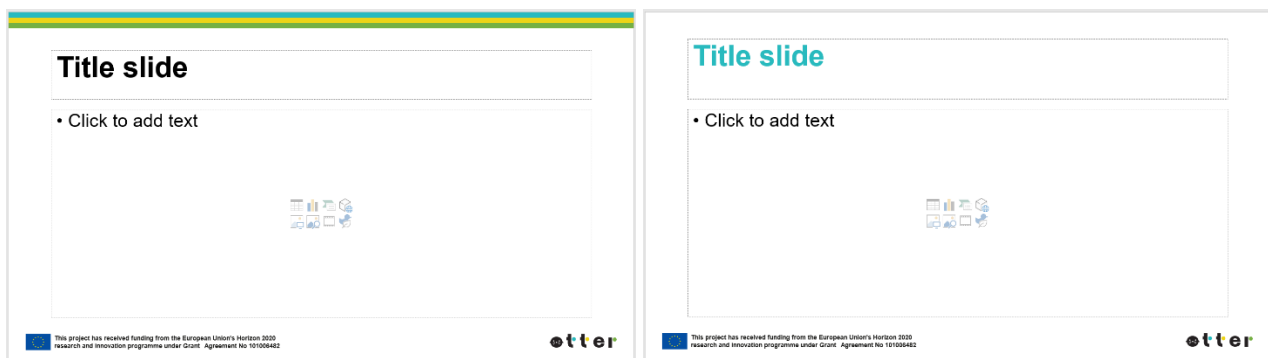 Title slide
• Click to add text
This project has received funding from the European Union's Horizon 2020
research and innovation programme under Grant Agreement No 101006482
otter
Title slide
• Click to add text
This project has received funding from the European Union's Horizon 2020
research and innovation programme under Grant Agreement No 101006482
otter